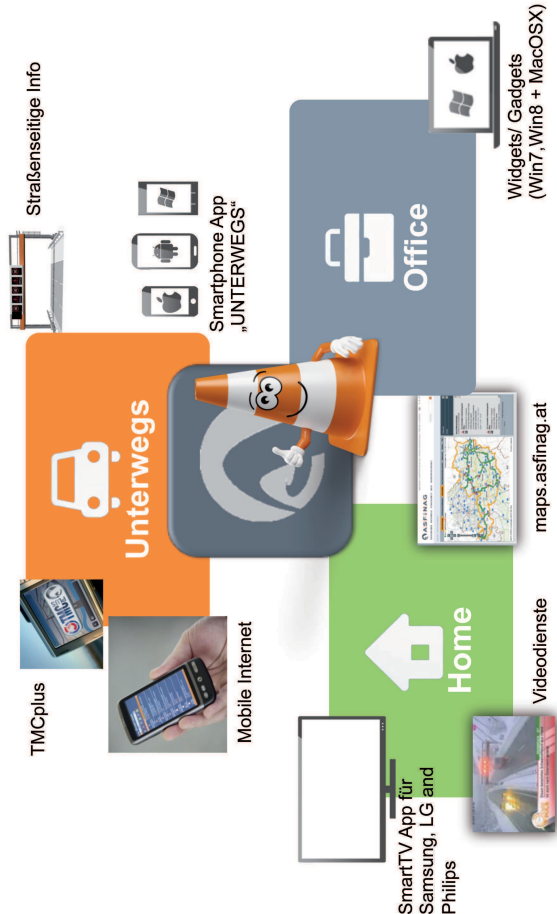 TMCplus
Straßenseitige Info
Unterwegs
Mobile Internet
Smartphone App
„UNTERWEGS“
SmartTV App für
Samsung, LG and
Philips
Home
Office
Videodienste
ASFINAG
maps.asfinag.at
Widgets/ Gadgets
(Win7,Win8 + MacOSX)